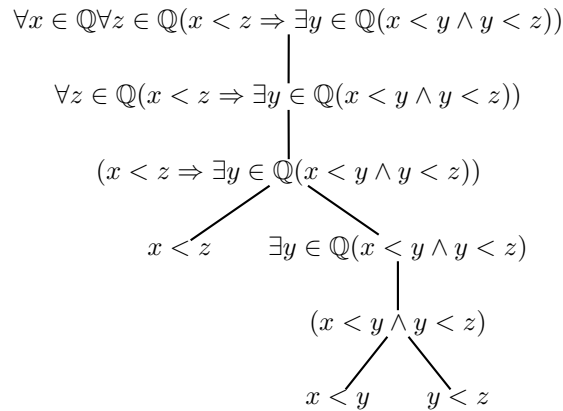 ∀x ∈ ℚ∀z ∈ ℚ(x < z ⇒ ∃y ∈ ℚ(x < y ∧ y < z))
∀z ∈ ℚ(x < z ⇒ ∃y ∈ ℚ(x < y ∧ y < z))
(x < z ⇒ ∃y ∈ ℚ(x < y ∧ y < z))
x < z ∃y ∈ ℚ(x < y ∧ y < z)
(x < y ∧ y < z)
x < y y < z